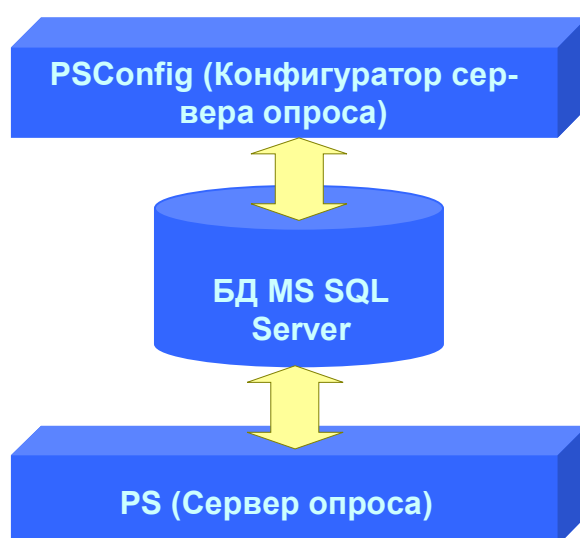 PSConfig (Конфигуратор сер-
вера опроса)
БД MS SQL
Server
PS (Сервер опроса)